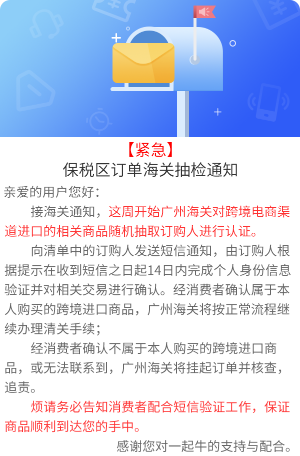 【紧急】
保税区订单海关抽检通知
亲爱的用户您好：
接海关通知，这周开始广州海关对跨境电商渠
道进口的相关商品随机抽取订购人进行认证。
向清单中的订购人发送短信通知，由订购人根
据提示在收到短信之日起14日内完成个人身份信息
验证并对相关交易进行确认。经消费者确认属于本
人购买的跨境进口商品，广州海关将按正常流程继
续办理清关手续；
经消费者确认不属于本人购买的跨境进口商
品，或无法联系到，广州海关将挂起订单并核查，
追责。
烦请务必告知消费者配合短信验证工作，保证
商品顺利到达您的手中。
感谢您对一起牛的支持与配合。